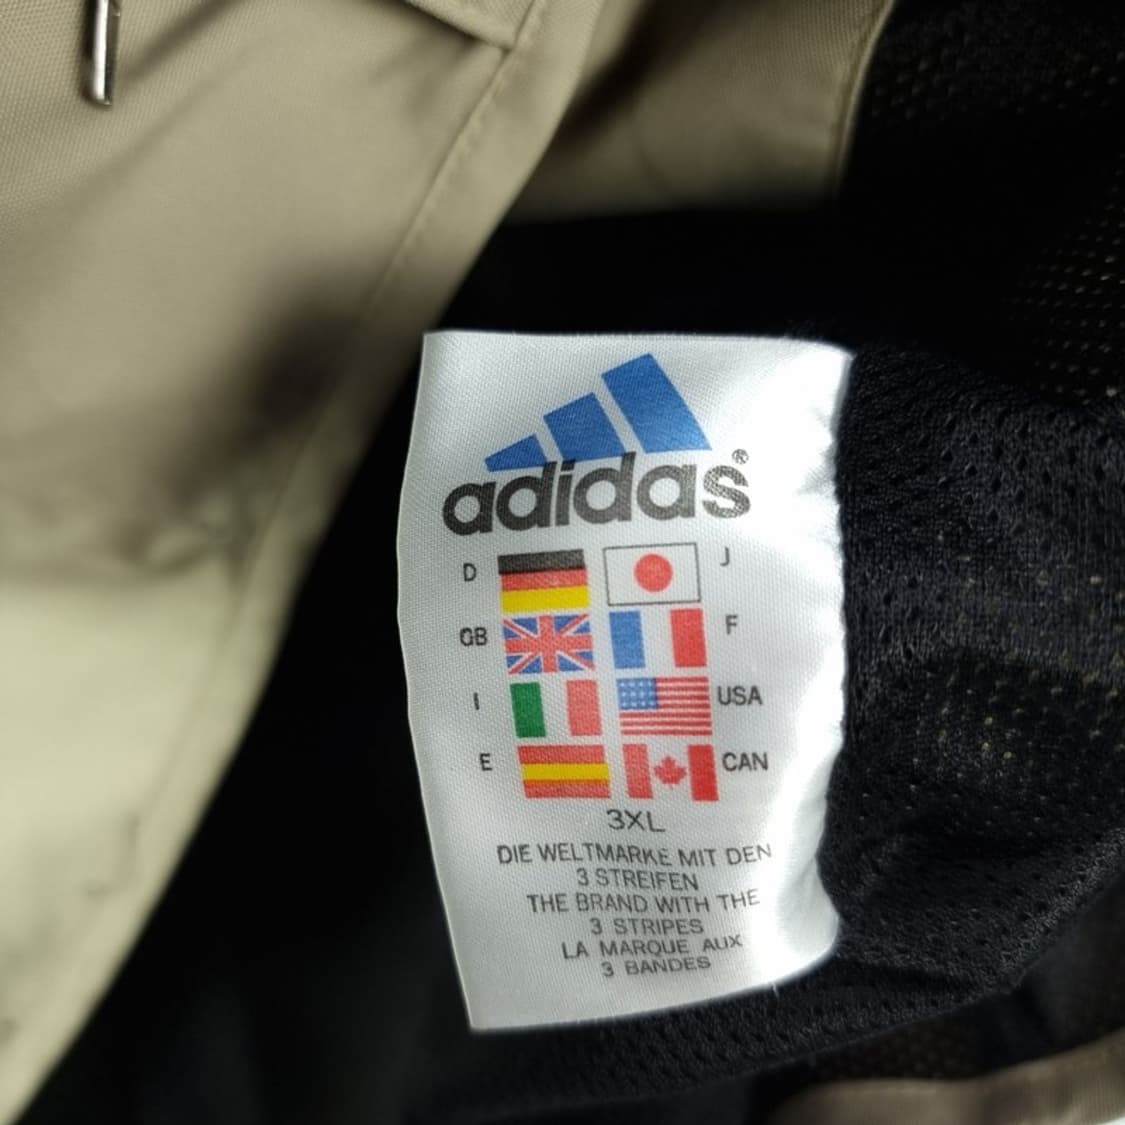 adidas®
D J
GB F
I USA
E CAN
3XL
DIE WELTMARKE MIT DEN
3 STREIFEN
THE BRAND WITH THE
3 STRIPES
LA MARQUE AUX
3 BANDES